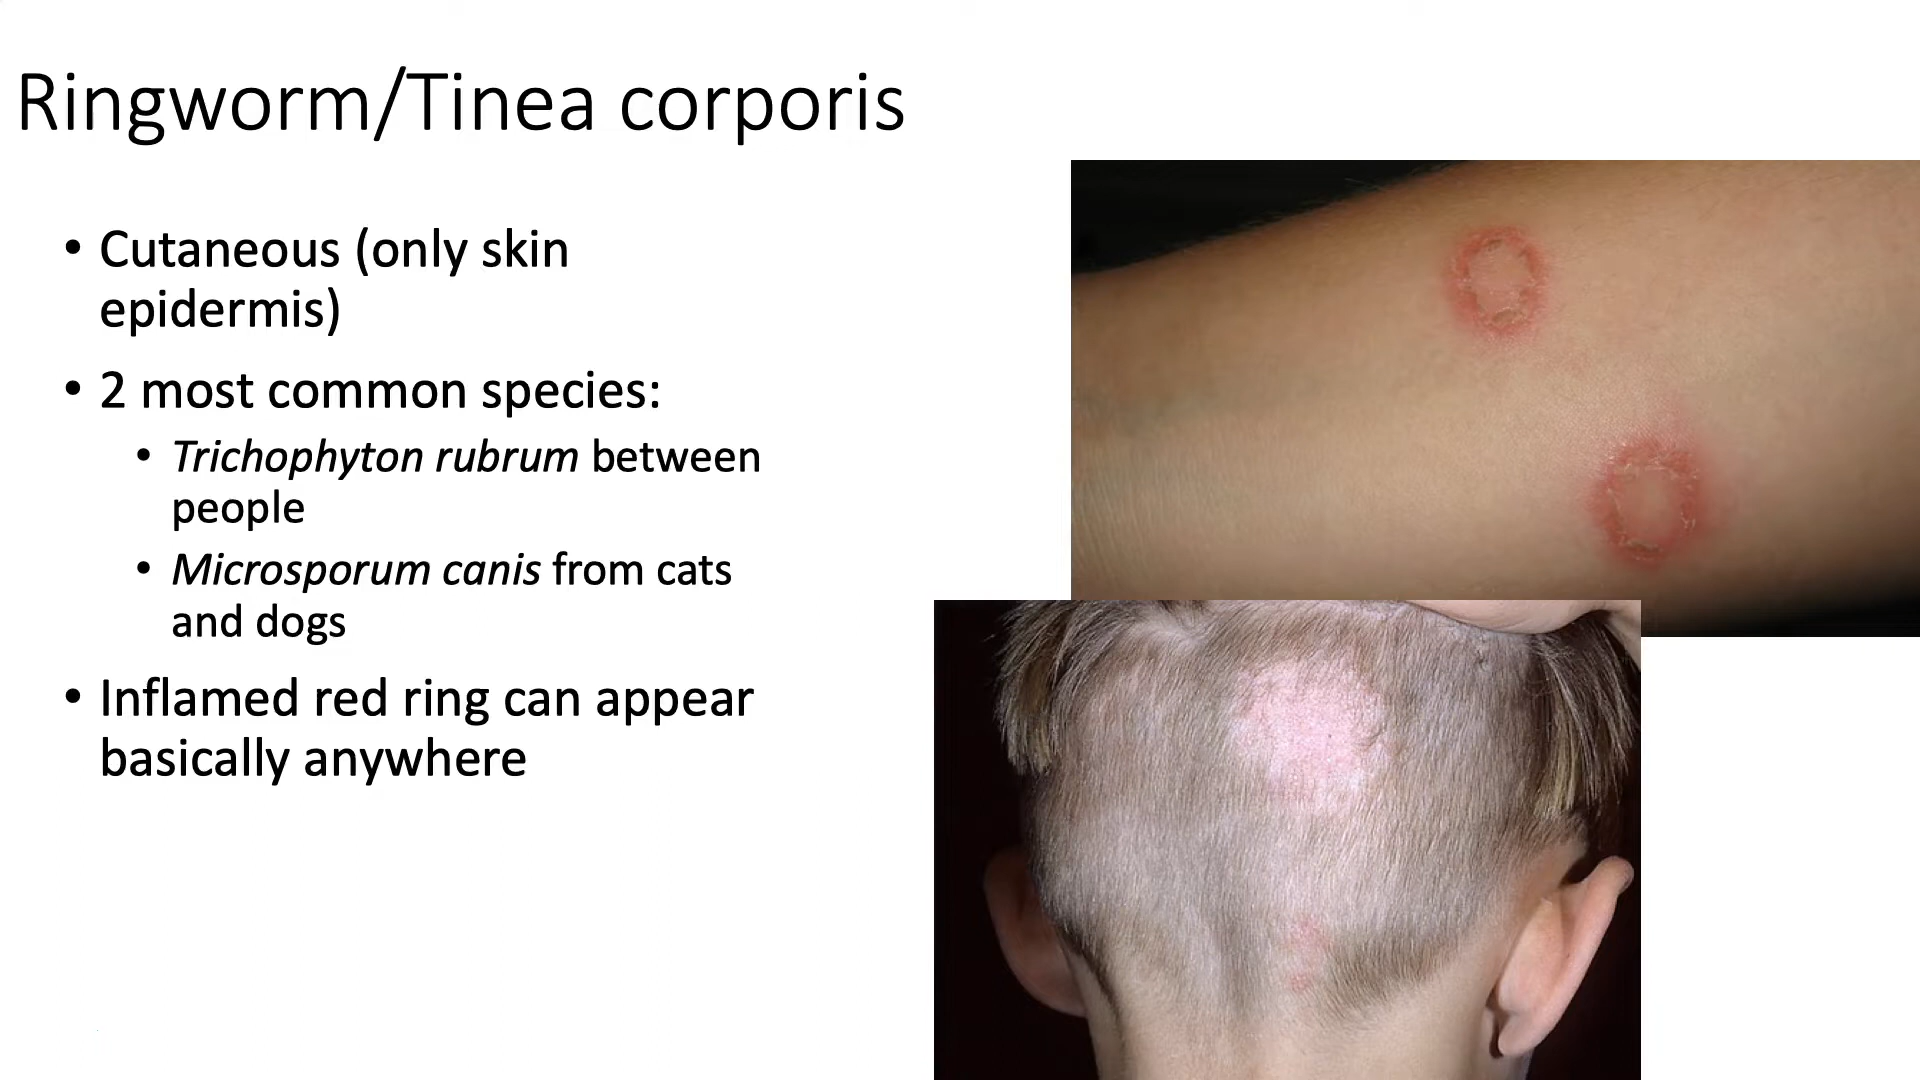 Ringworm/Tinea corporis
• Cutaneous (only skin
epidermis)
• 2 most common species:
• Trichophyton rubrum between
people
• Microsporum canis from cats
and dogs
• Inflamed red ring can appear
basically anywhere